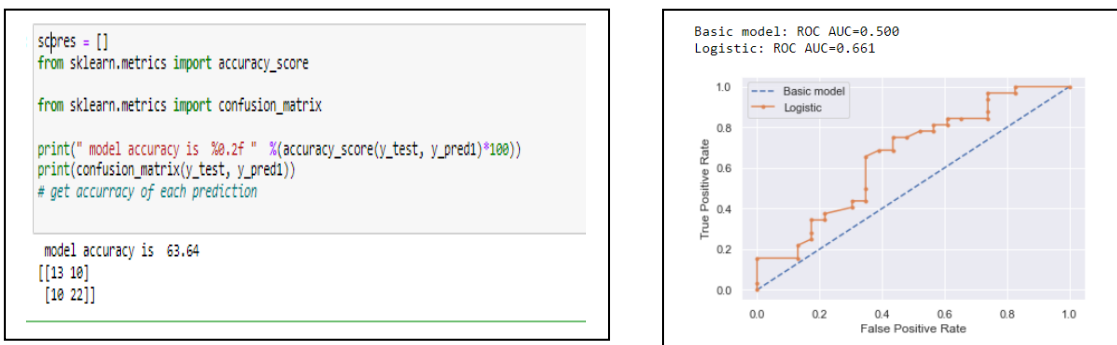 scores = []
from sklearn.metrics import accuracy_score
from sklearn.metrics import confusion_matrix
print(" model accuracy is  %0.2f "  %(accuracy_score(y_test, y_pred1)*100))
print(confusion_matrix(y_test, y_pred1))
# get accurracy of each prediction
model accuracy is  63.64
[[13 10]
[10 22]]
Basic model: ROC AUC=0.500
Logistic: ROC AUC=0.661
Basic model
Logistic
1.0
0.8
0.6
0.4
0.2
0.0
True Positive Rate
0.0 0.2 0.4 0.6 0.8 1.0
False Positive Rate